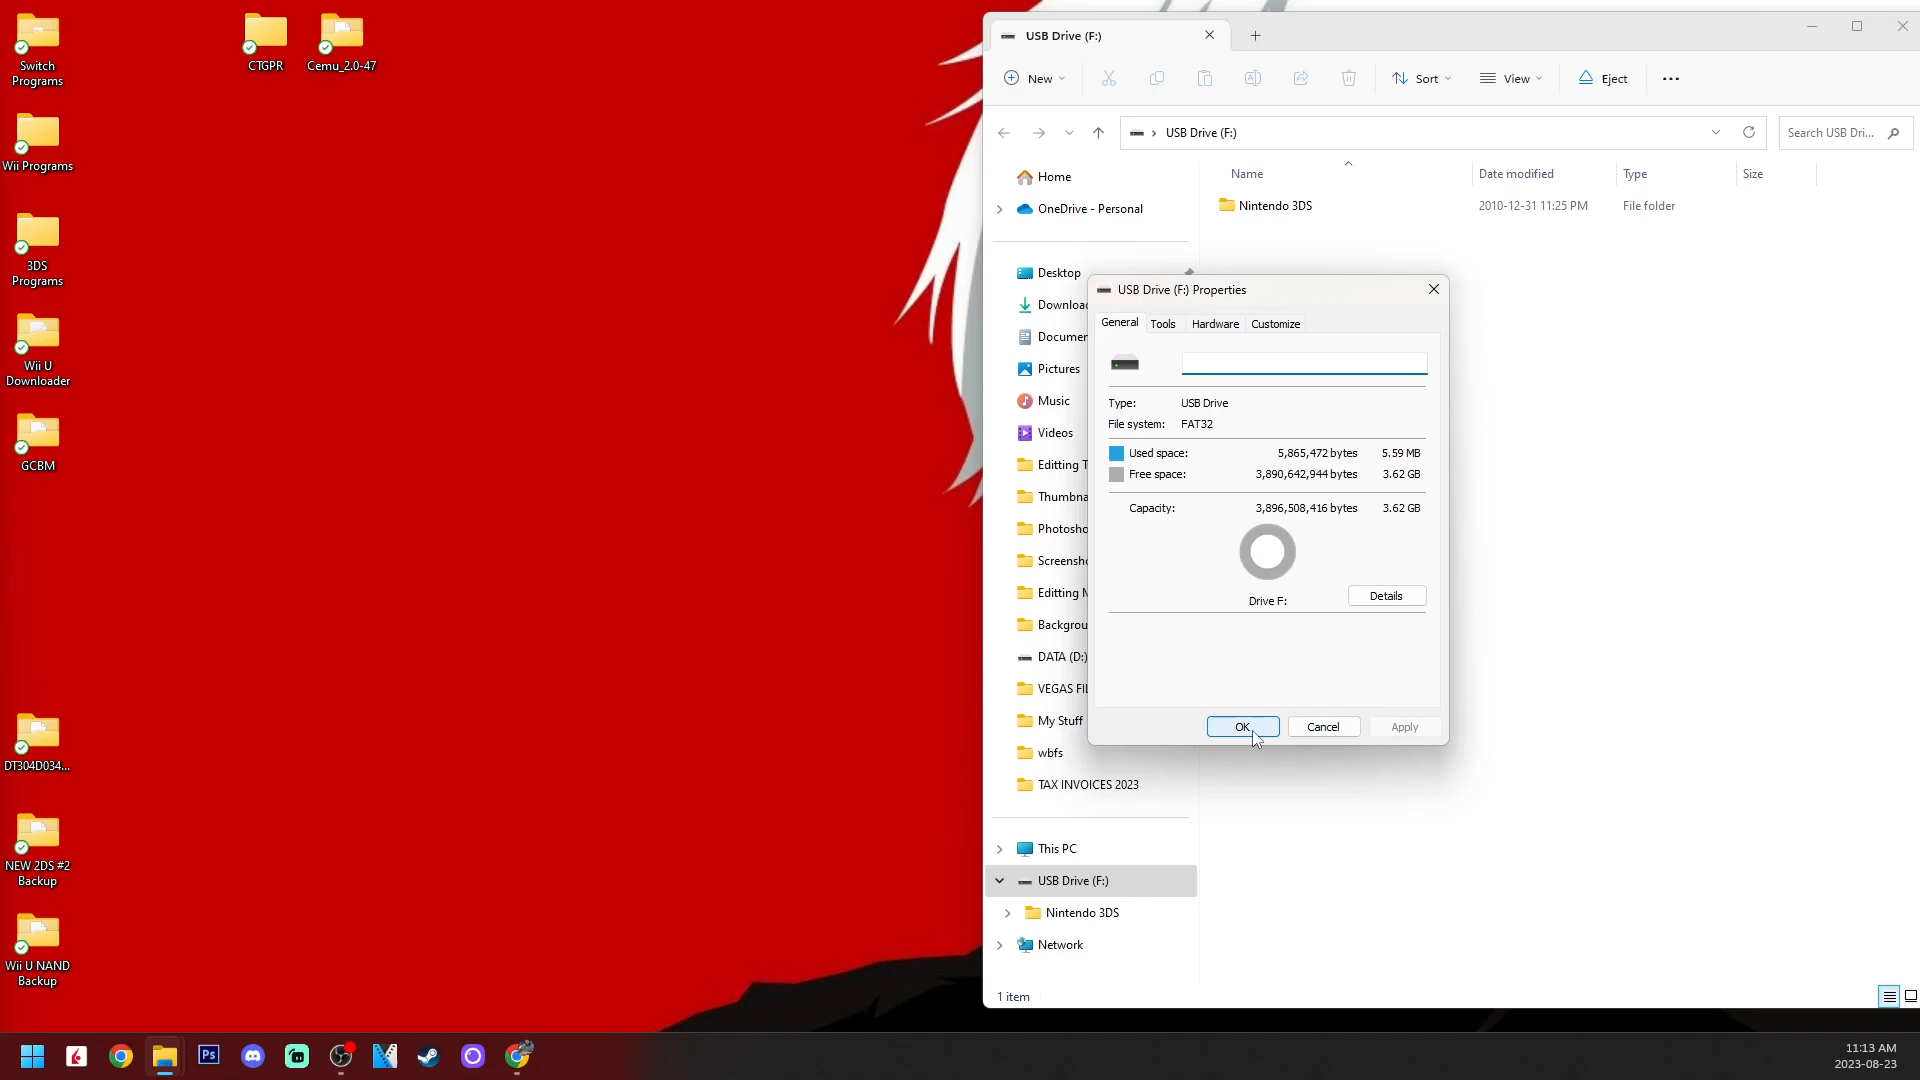 Switch
Programs
Wii Programs
3DS
Programs
Wii U
Downloader
GCBM
DT304D034...
NEW 2DS #2
Backup
Wii U NAND
Backup
CTGPR
Cemu_2.0-47
USB Drive (F:)
New
Sort
View
Eject
USB Drive (F:)
Search USB Dri...
Home
OneDrive - Personal
Desktop
Downloa
Documen
Pictures
Music
Videos
Editting T
Thumbna
Photosho
Screensho
Editting M
Backgrou
DATA (D:)
VEGAS FIL
My Stuff
wbfs
TAX INVOICES 2023
This PC
USB Drive (F:)
Nintendo 3DS
Network
1 item
Name Date modified Type Size
Nintendo 3DS 2010-12-31 11:25 PM File folder
USB Drive (F:) Properties
General Tools Hardware Customize
Type: USB Drive
File system: FAT32
Used space: 5,865,472 bytes 5.59 MB
Free space: 3,890,642,944 bytes 3.62 GB
Capacity: 3,896,508,416 bytes 3.62 GB
Drive F:
Details
OK Cancel Apply
Ps
11:13 AM
2023-08-23